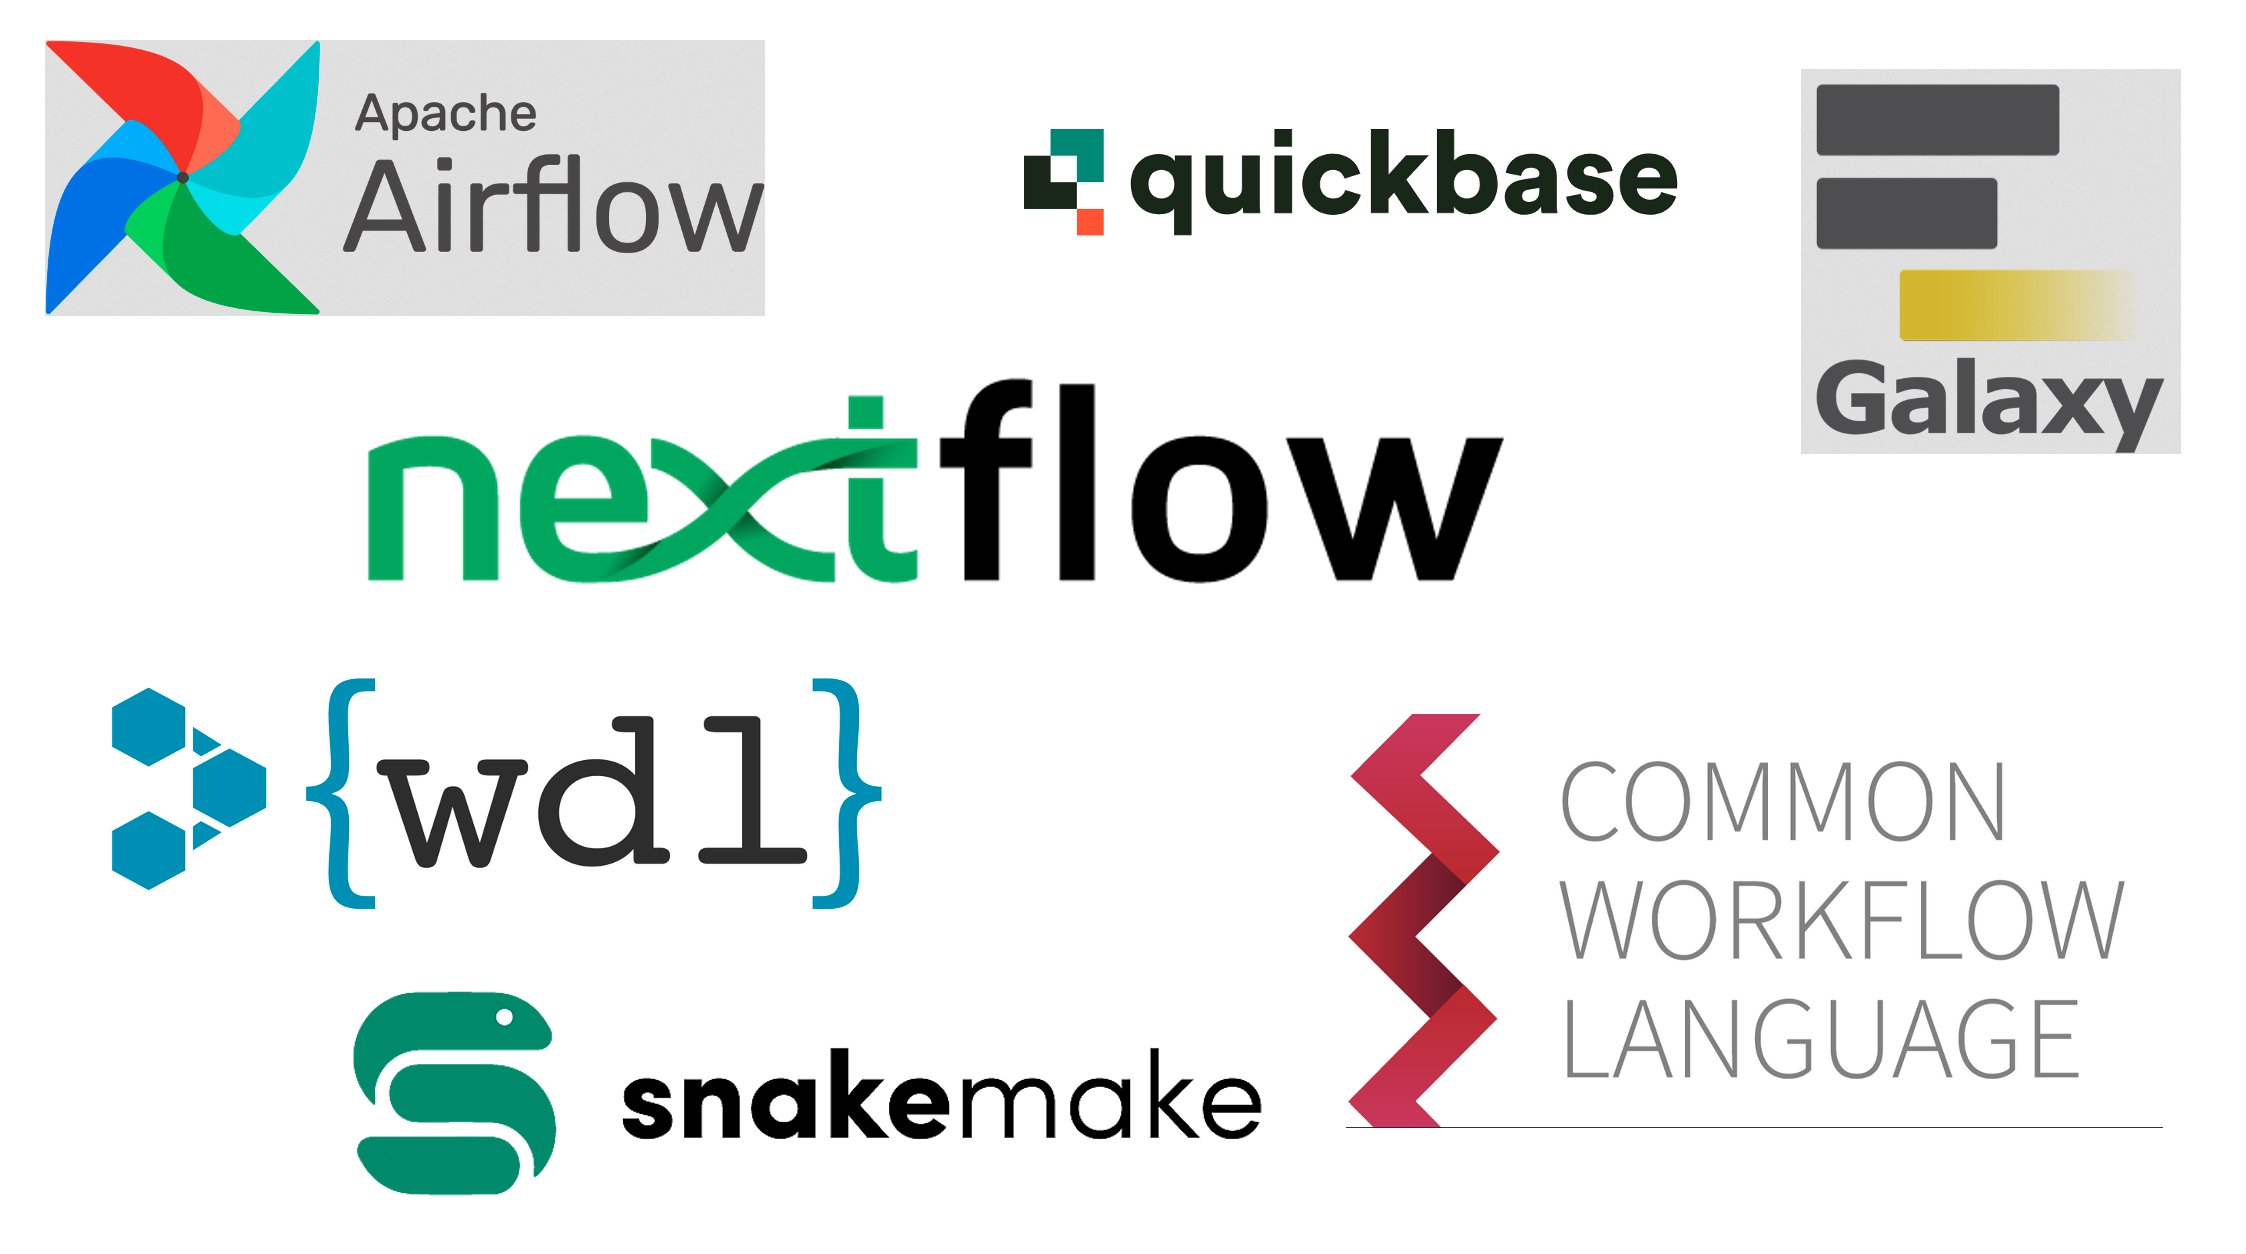 Apache
Airflow
quickbase
Galaxy
nextflow
{wdl}
COMMON
WORKFLOW
LANGUAGE
snakemake